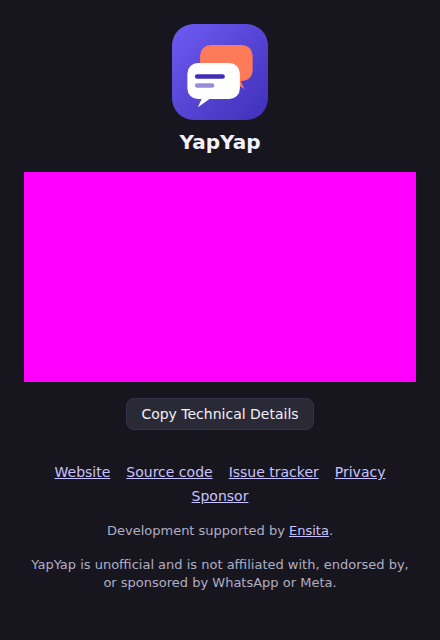 YapYap
Copy Technical Details
Website Source code Issue tracker Privacy
Sponsor
Development supported by Ensita.
YapYap is unofficial and is not affiliated with, endorsed by,
or sponsored by WhatsApp or Meta.